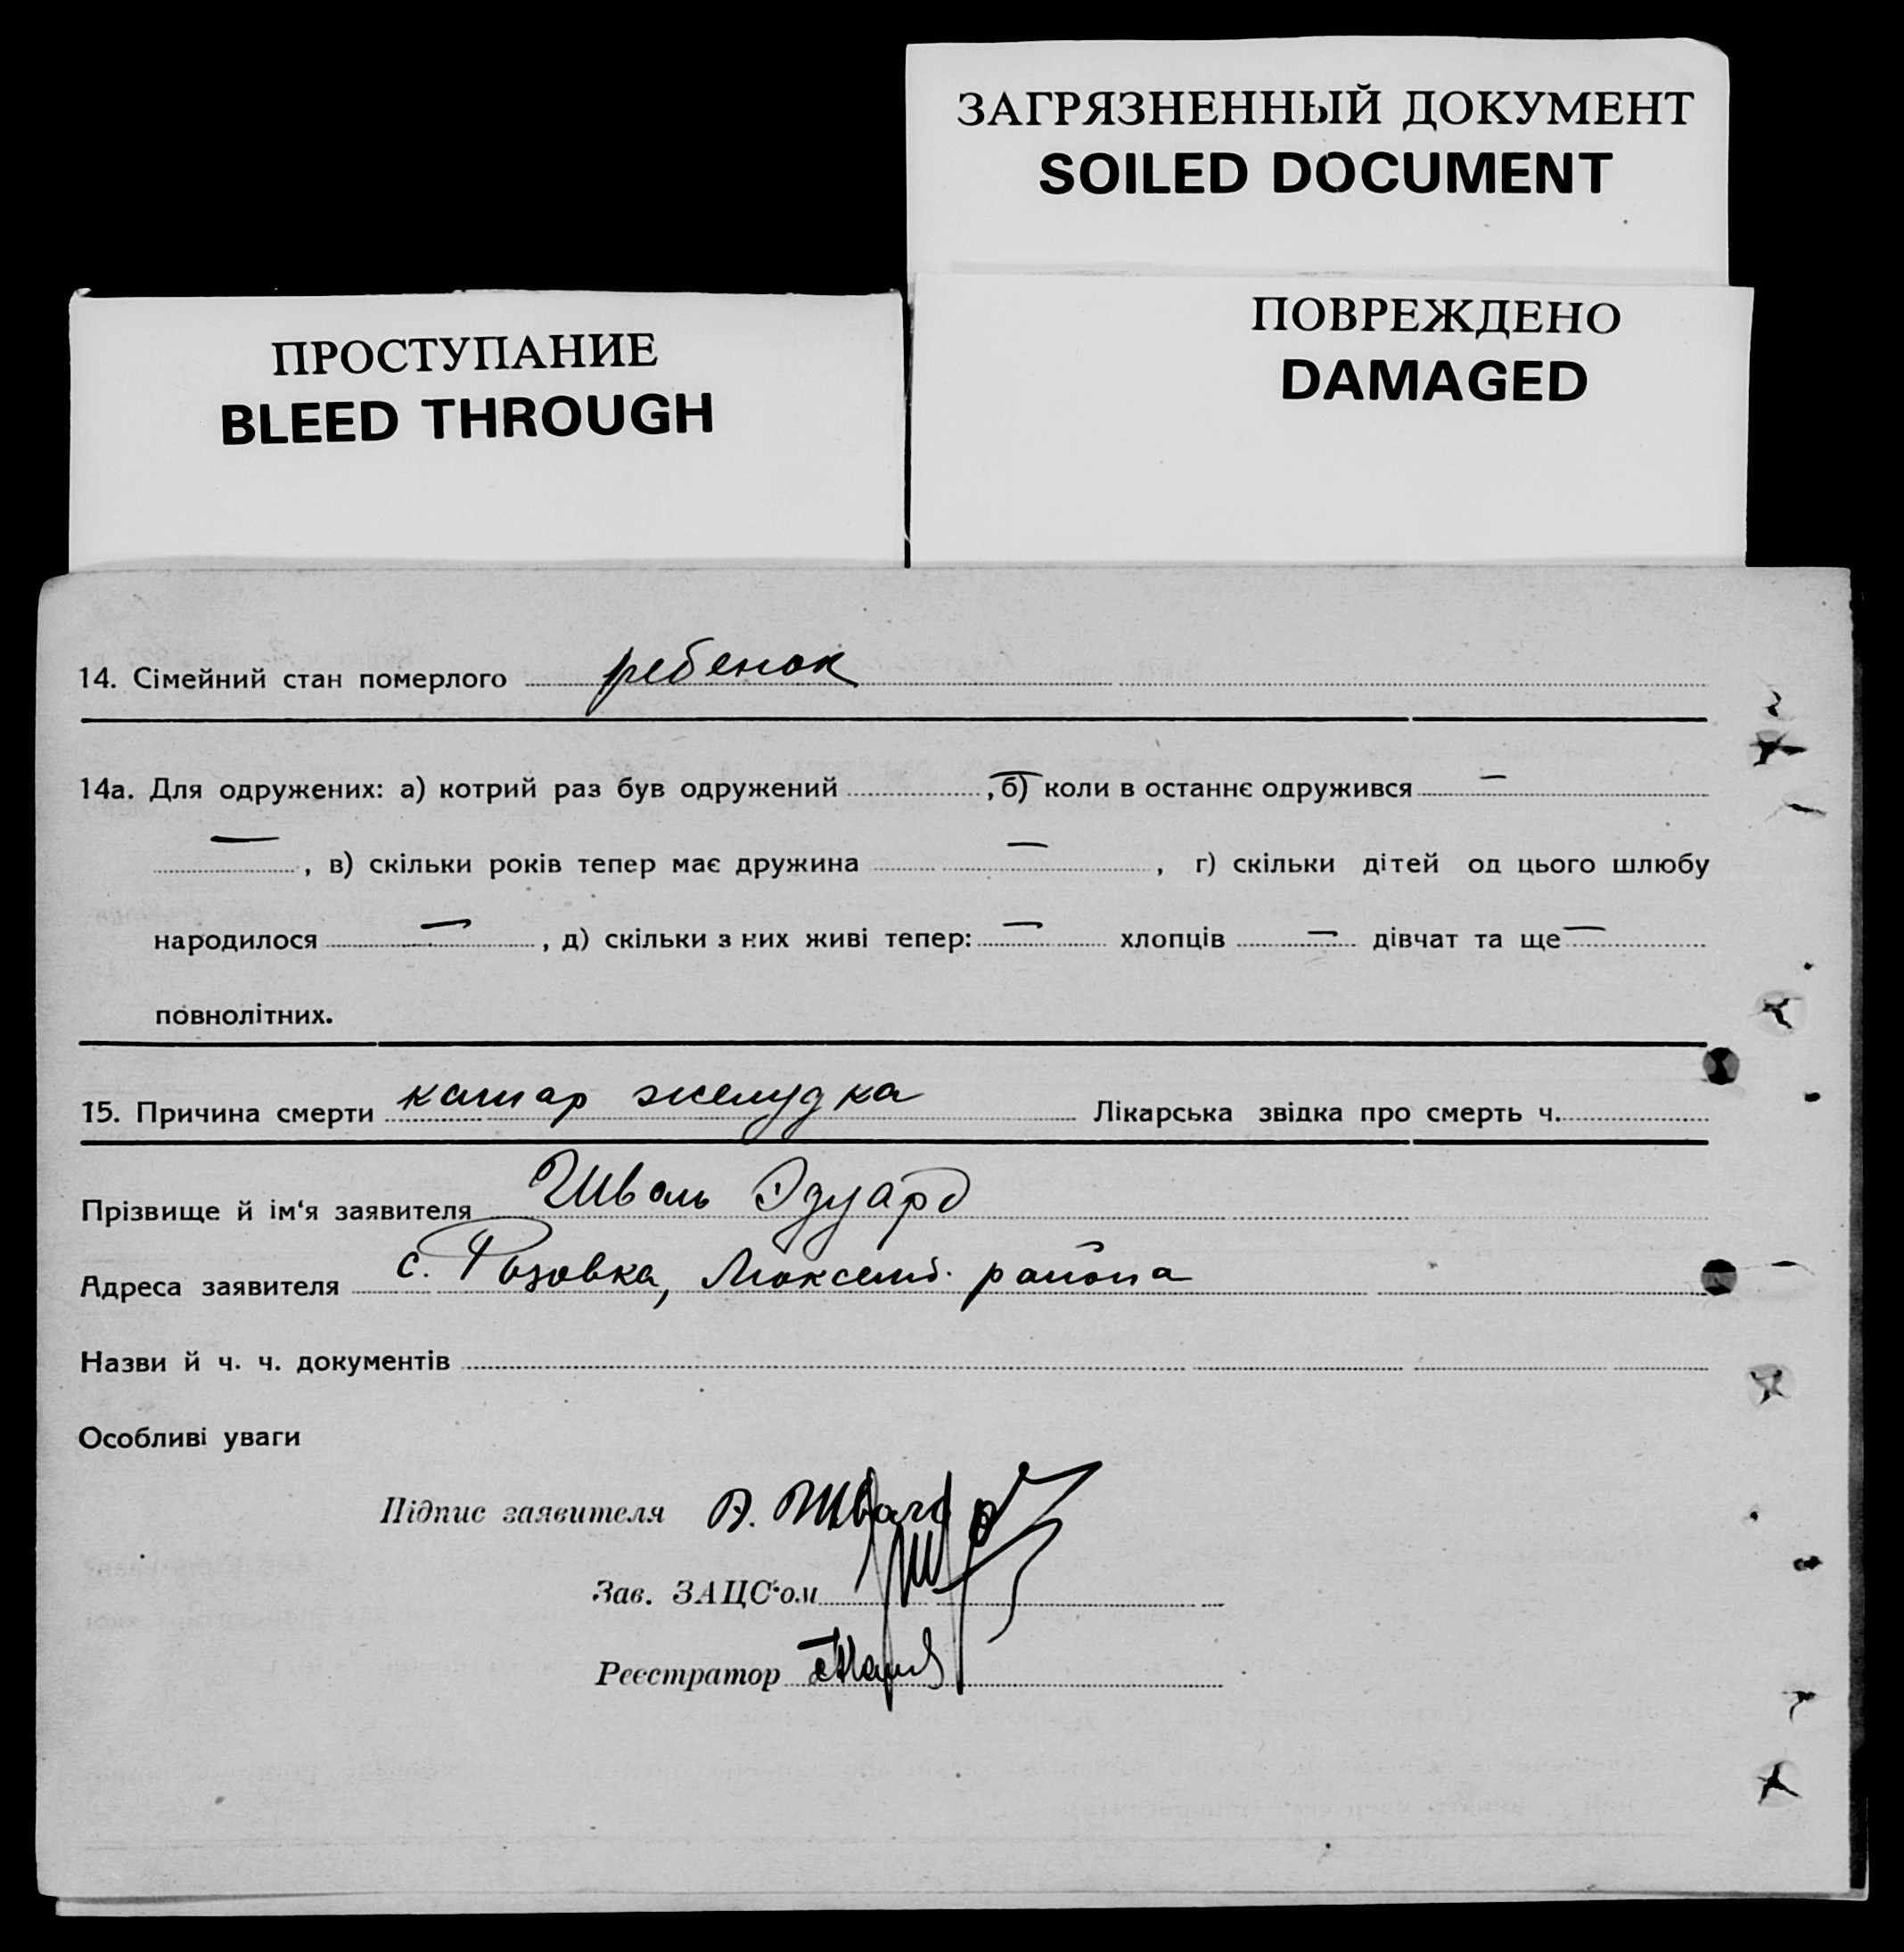 ЗАГРЯЗНЕННЫЙ ДОКУМЕНТ
SOILED DOCUMENT
ПОВРЕЖДЕНО
DAMAGED
ПРОСТУПАНИЕ
BLEED THROUGH
14. Сімейний стан померлого ребенок
14а. Для одружених: а) котрий раз був одружений , б) коли в останнє одружився —
— , в) скільки років тепер має дружина — , г) скільки дітей од цього шлюбу
народилося — , д) скільки з них живі тепер: — хлопців — дівчат та ще —
повнолітних.
15. Причина смерти катар желудка Лікарська звідка про смерть ч.
Прізвище й ім'я заявителя Шваль Эдуард
Адреса заявителя с. Розовка, Люксемб. района
Назви й ч. ч. документів
Особливі уваги
Підпис заявителя
Зав. ЗАЦС'ом
Реєстратор